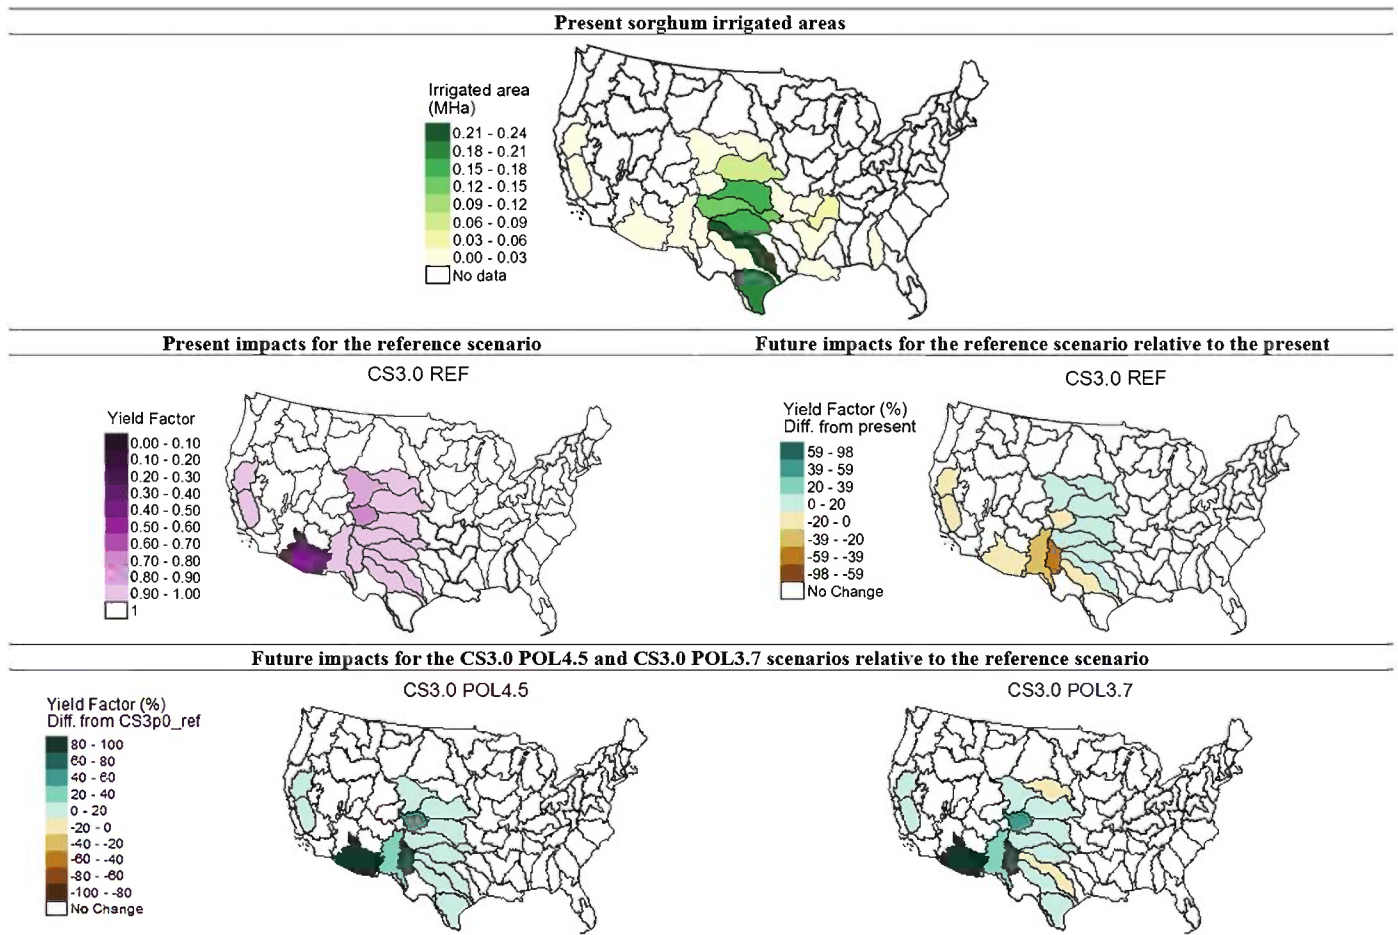 Present sorghum irrigated areas
Irrigated area
(MHa)
0.21 - 0.24
0.18 - 0.21
0.15 - 0.18
0.12 - 0.15
0.09 - 0.12
0.06 - 0.09
0.03 - 0.06
0.00 - 0.03
No data
Present impacts for the reference scenario
Future impacts for the reference scenario relative to the present
CS3.0 REF
CS3.0 REF
Yield Factor
0.00 - 0.10
0.10 - 0.20
0.20 - 0.30
0.30 - 0.40
0.40 - 0.50
0.50 - 0.60
0.60 - 0.70
0.70 - 0.80
0.80 - 0.90
0.90 - 1.00
1
Yield Factor (%)
Diff. from present
59 - 98
39 - 59
20 - 39
0 - 20
-20 - 0
-39 - -20
-59 - -39
-98 - -59
No Change
Future impacts for the CS3.0 POL4.5 and CS3.0 POL3.7 scenarios relative to the reference scenario
CS3.0 POL4.5
CS3.0 POL3.7
Yield Factor (%)
Diff. from CS3p0_ref
80 - 100
60 - 80
40 - 60
20 - 40
0 - 20
-20 - 0
-40 - -20
-60 - -40
-80 - -60
-100 - -80
No Change